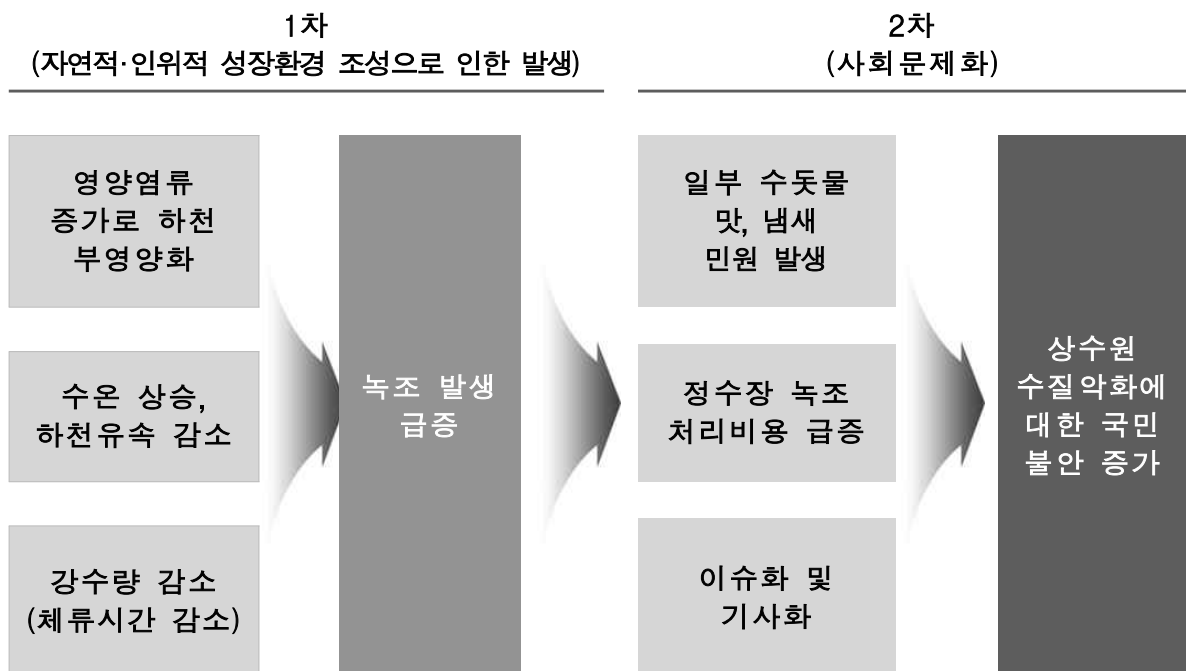 1차
(자연적·인위적 성장환경 조성으로 인한 발생)
2차
(사회문제화)
영양염류
증가로 하천
부영양화
수온 상승,
하천유속 감소
강수량 감소
(체류시간 감소)
녹조 발생
급증
일부 수돗물
맛, 냄새
민원 발생
정수장 녹조
처리비용 급증
이슈화 및
기사화
상수원
수질악화에
대한 국민
불안 증가